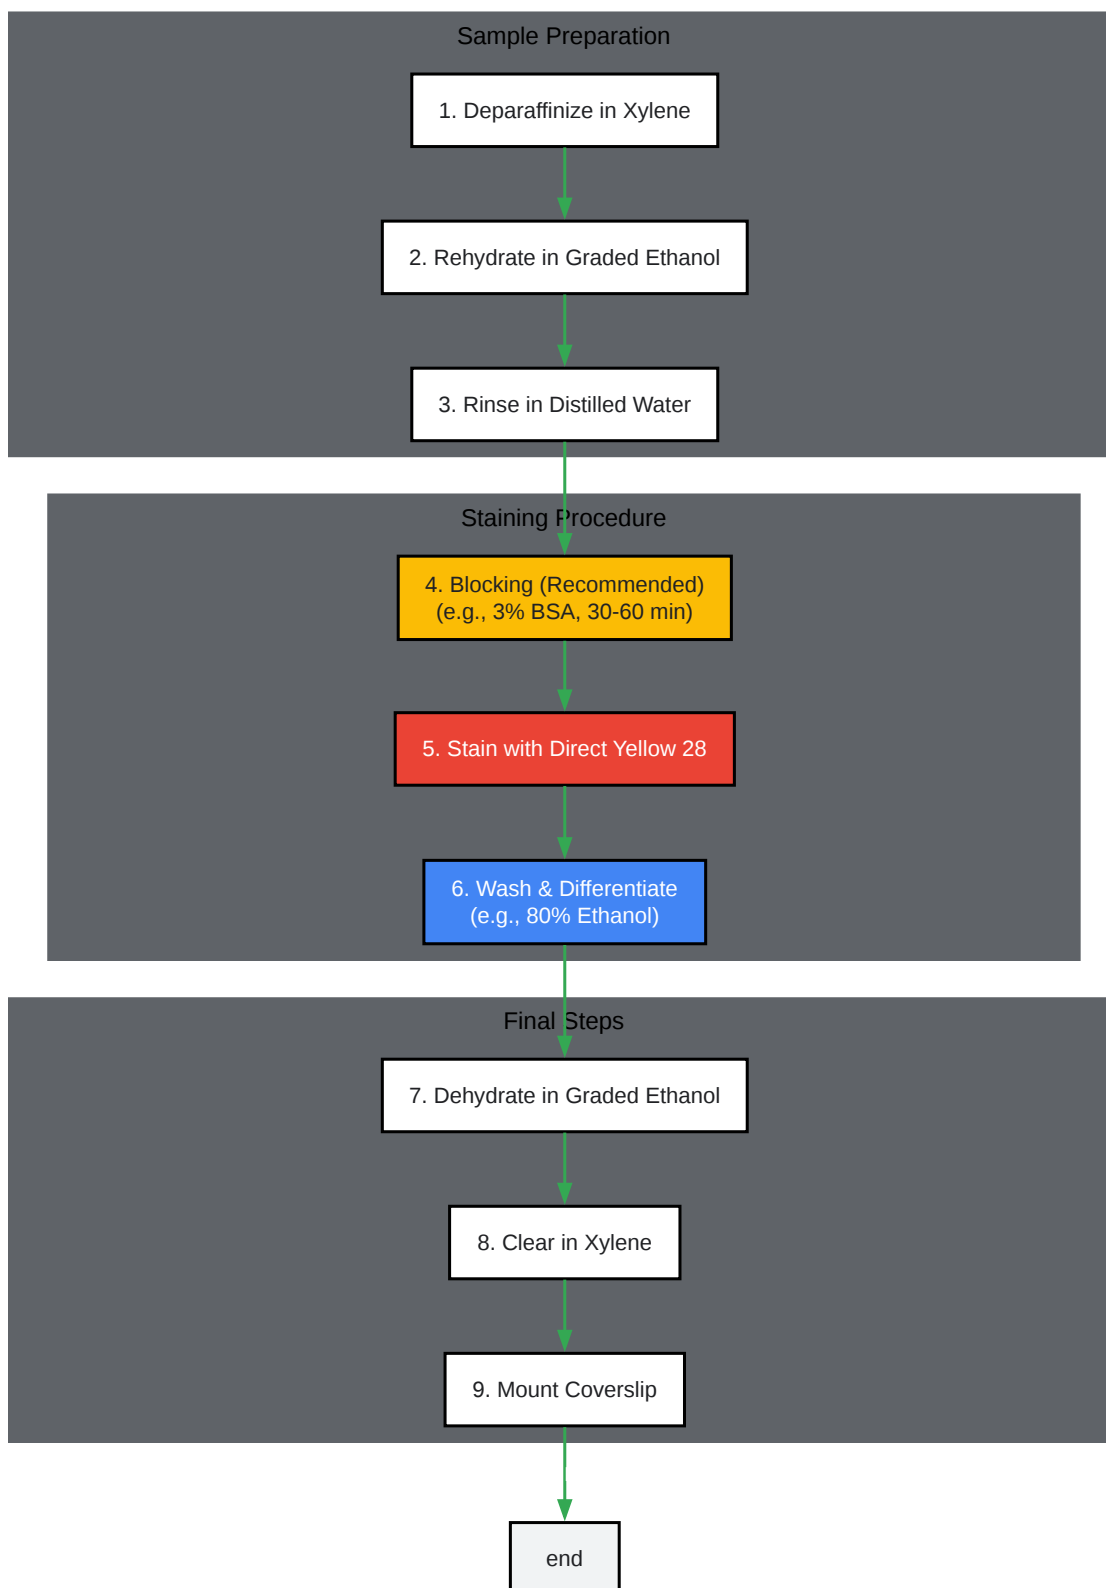 Sample Preparation
1. Deparaffinize in Xylene
2. Rehydrate in Graded Ethanol
3. Rinse in Distilled Water
Staining Procedure
4. Blocking (Recommended)
(e.g., 3% BSA, 30-60 min)
5. Stain with Direct Yellow 28
6. Wash & Differentiate
(e.g., 80% Ethanol)
Final Steps
7. Dehydrate in Graded Ethanol
8. Clear in Xylene
9. Mount Coverslip
end